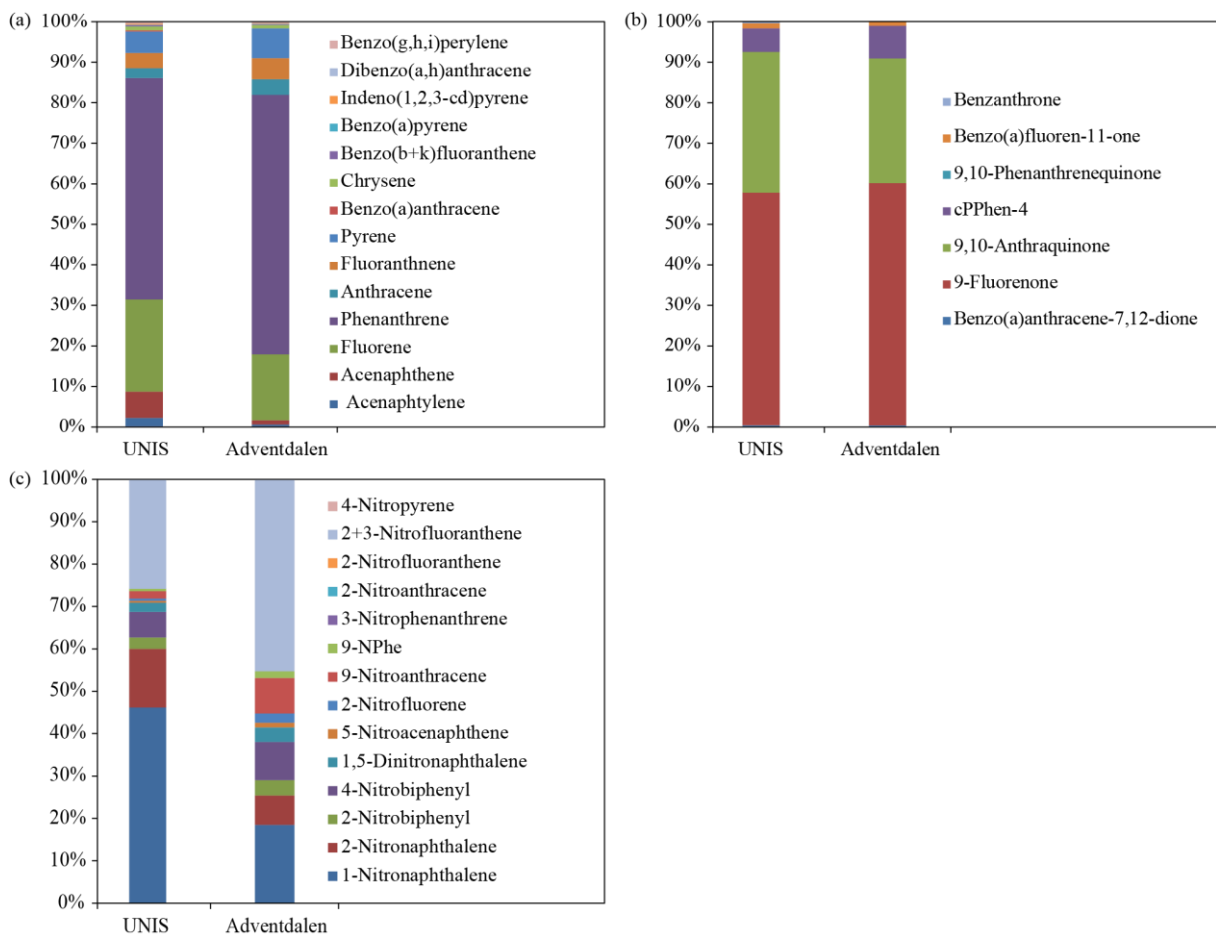 (a)
100%
90%
80%
70%
60%
50%
40%
30%
20%
10%
0%
UNIS
Adventdalen
Benzo(g,h,i)perylene
Dibenzo(a,h)anthracene
Indeno(1,2,3-cd)pyrene
Benzo(a)pyrene
Benzo(b+k)fluoranthene
Chrysene
Benzo(a)anthracene
Pyrene
Fluoranthnene
Anthracene
Phenanthrene
Fluorene
Acenaphthene
Acenaphtylene
(b)
100%
90%
80%
70%
60%
50%
40%
30%
20%
10%
0%
UNIS
Adventdalen
Benzanthrone
Benzo(a)fluoren-11-one
9,10-Phenanthrenequinone
cPPhen-4
9,10-Anthraquinone
9-Fluorenone
Benzo(a)anthracene-7,12-dione
(c)
100%
90%
80%
70%
60%
50%
40%
30%
20%
10%
0%
UNIS
Adventdalen
4-Nitropyrene
2+3-Nitrofluoranthene
2-Nitrofluoranthene
2-Nitroanthracene
3-Nitrophenanthrene
9-NPhe
9-Nitroanthracene
2-Nitrofluorene
5-Nitroacenaphthene
1,5-Dinitronaphthalene
4-Nitrobiphenyl
2-Nitrobiphenyl
2-Nitronaphthalene
1-Nitronaphthalene